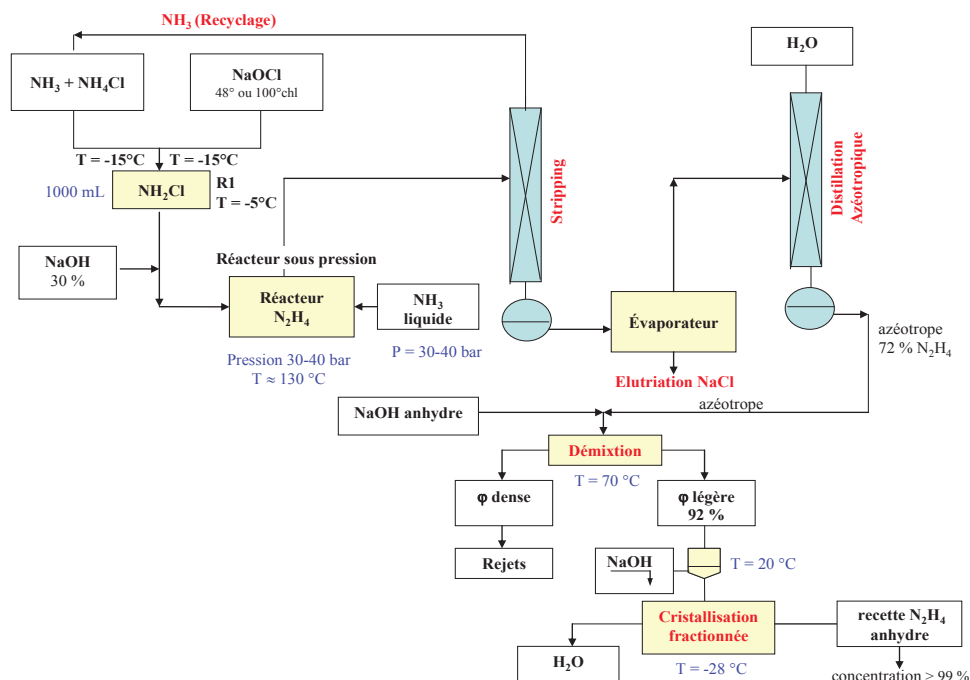 NH₃ (Recyclage)
NH₃ + NH₄Cl
NaOCl
48° ou 100°chl
H₂O
T = -15°C
T = -15°C
1000 mL
NH₂Cl
R1
T = -5°C
Stripping
Distillation
Azéotropique
NaOH
30 %
Réacteur sous pression
Réacteur
N₂H₄
NH₃
liquide
Évaporateur
azéotrope
72 % N₂H₄
Pression 30-40 bar
T ≈ 130 °C
P = 30-40 bar
Elutriation NaCl
NaOH anhydre
azéotrope
Démixtion
T = 70 °C
φ dense
φ légère
92 %
Rejets
NaOH
T = 20 °C
Cristallisation
fractionnée
recette N₂H₄
anhydre
H₂O
T = -28 °C
concentration > 99 %